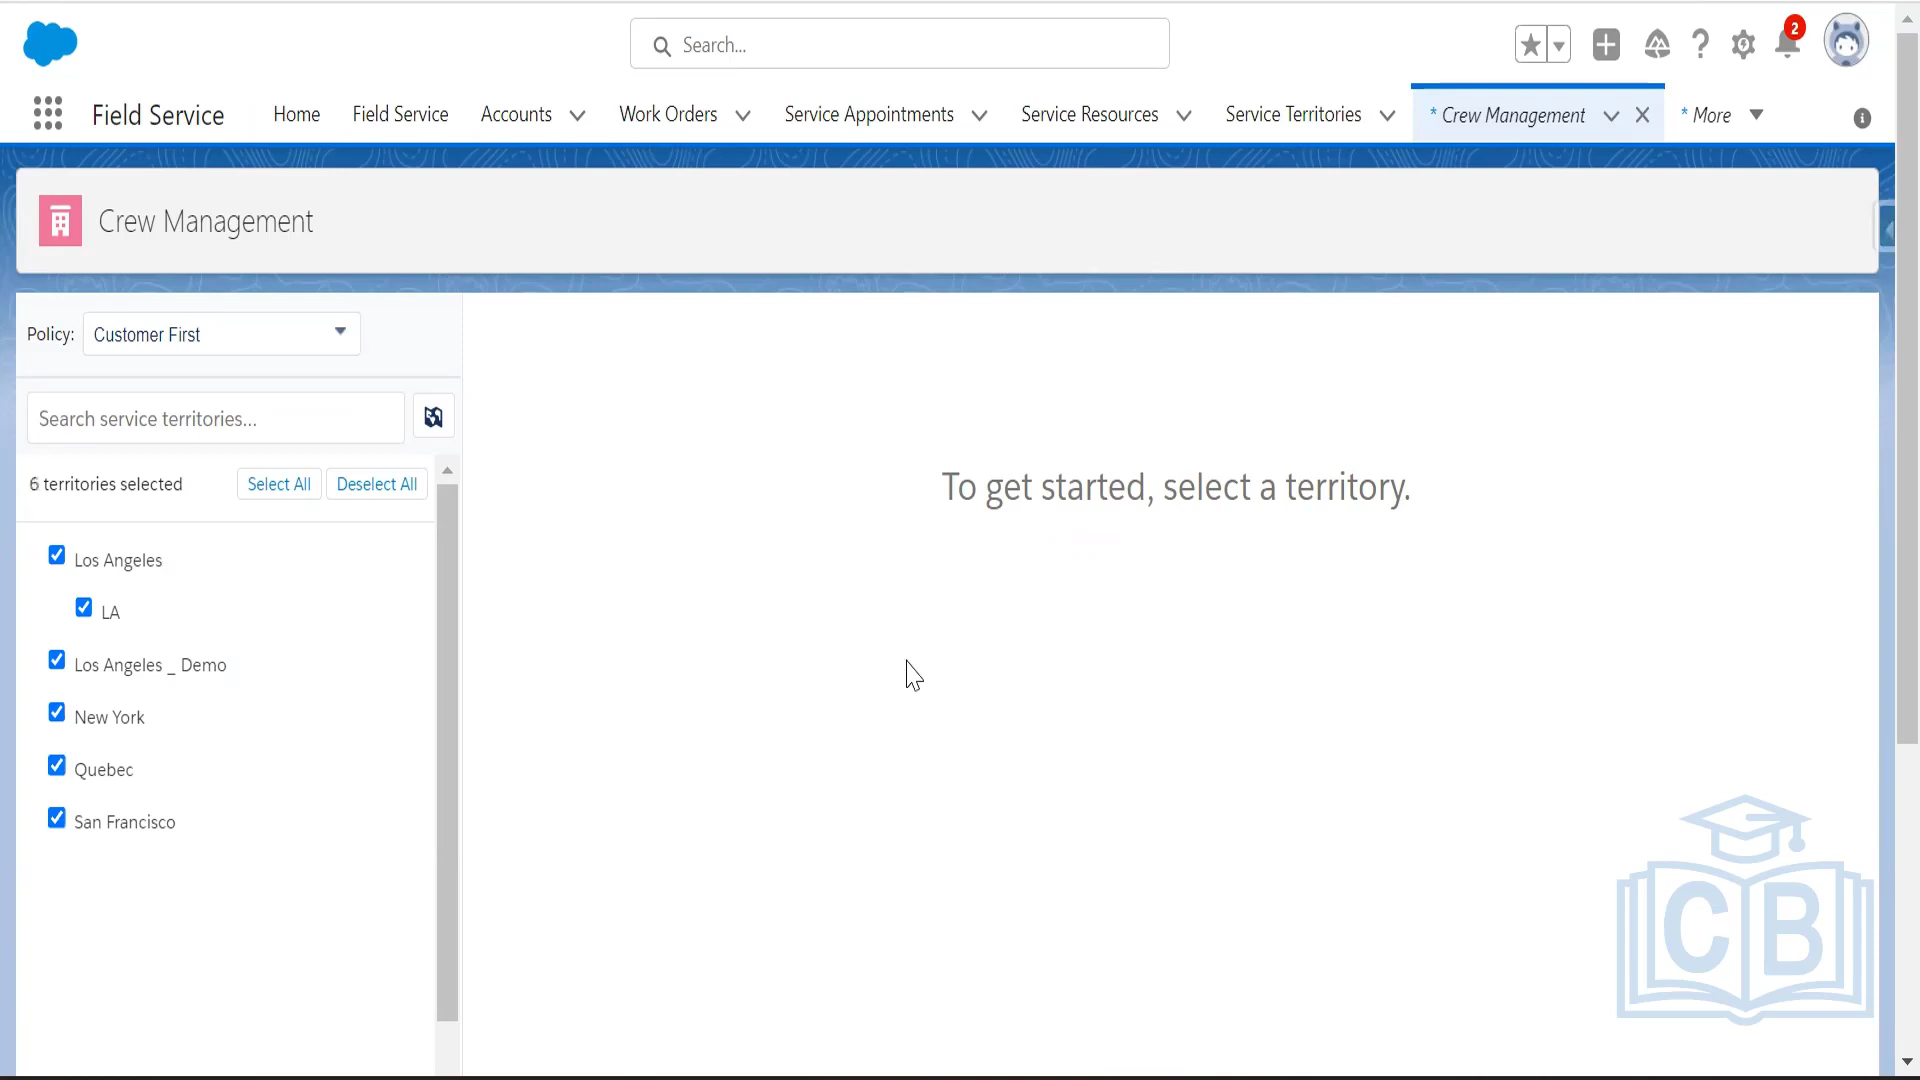 Search...
2
Field Service
Home
Field Service
Accounts
Work Orders
Service Appointments
Service Resources
Service Territories
* Crew Management
* More
Crew Management
Policy:
Customer First
Search service territories...
6 territories selected
Select All
Deselect All
To get started, select a territory.
Los Angeles
LA
Los Angeles _ Demo
New York
Quebec
San Francisco
CB